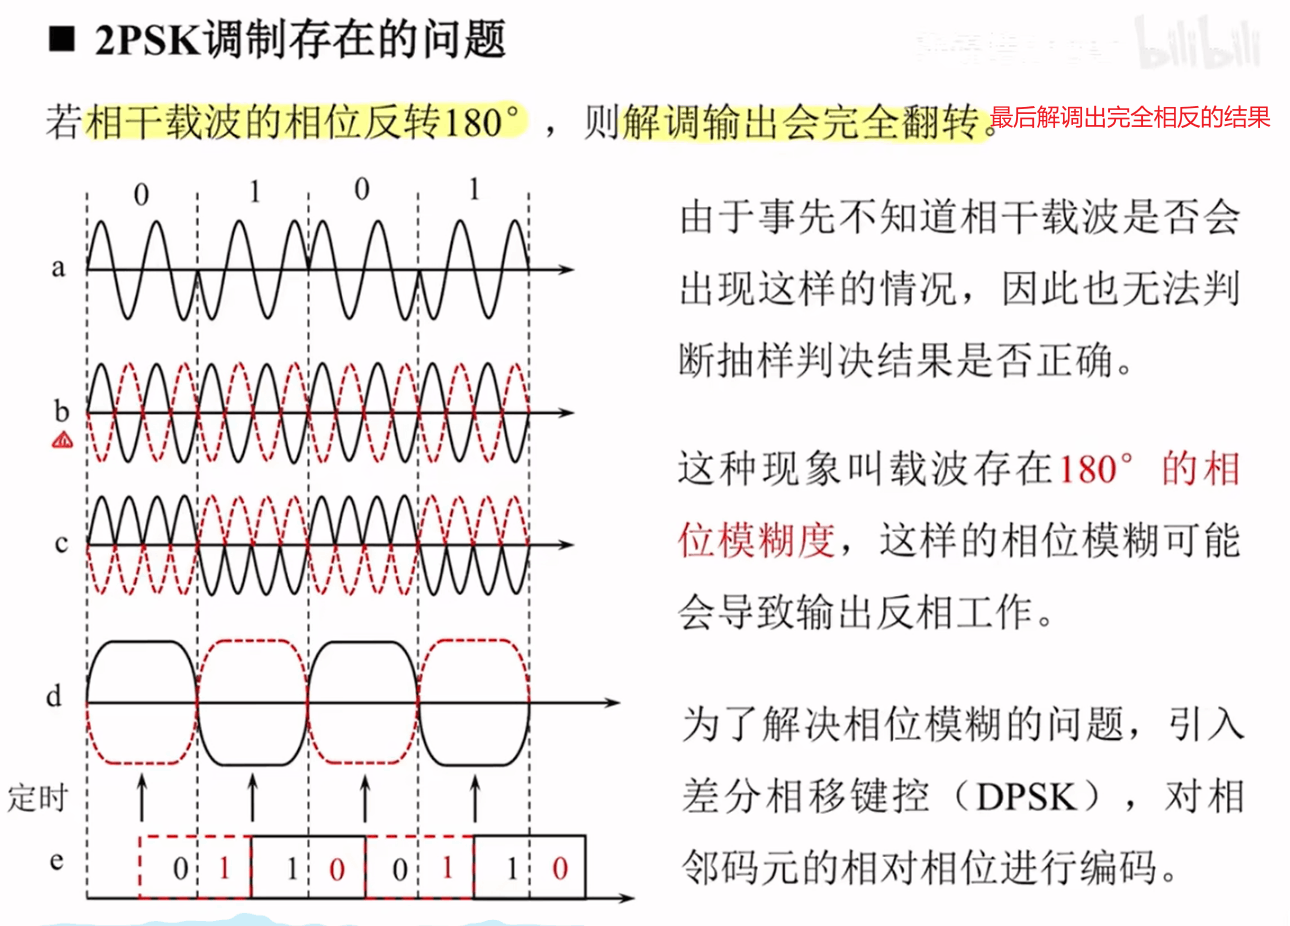 ■ 2PSK调制存在的问题
bilibili
若相干载波的相位反转180°，则解调输出会完全翻转。最后解调出完全相反的结果
0 1 0 1
a
b
c
d
定时
e
0 1 1 0 0 1 1 0
由于事先不知道相干载波是否会
出现这样的情况，因此也无法判
断抽样判决结果是否正确。
这种现象叫载波存在180°的相
位模糊度，这样的相位模糊可能
会导致输出反相工作。
为了解决相位模糊的问题，引入
差分相移键控（DPSK），对相
邻码元的相对相位进行编码。